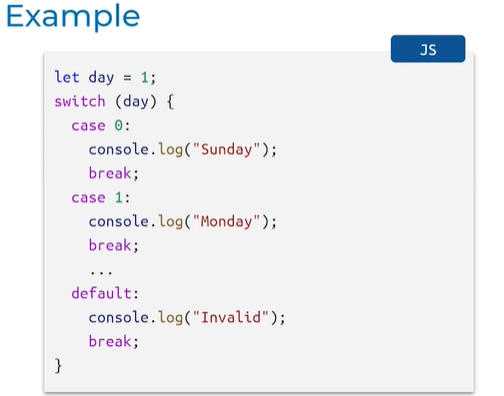 Example
JS
let day = 1;
switch (day) {
  case 0:
    console.log("Sunday");
    break;
  case 1:
    console.log("Monday");
    break;
    ...
  default:
    console.log("Invalid");
    break;
}